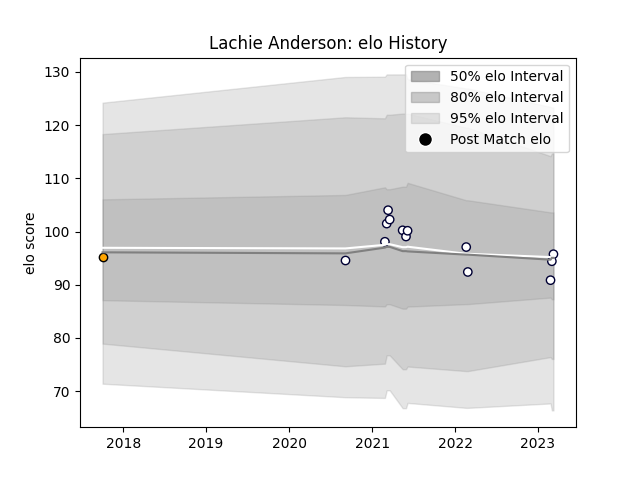 Lachie Anderson: elo History
50% elo Interval
80% elo Interval
95% elo Interval
Post Match elo
elo score
130
120
110
100
90
80
70
2018
2019
2020
2021
2022
2023